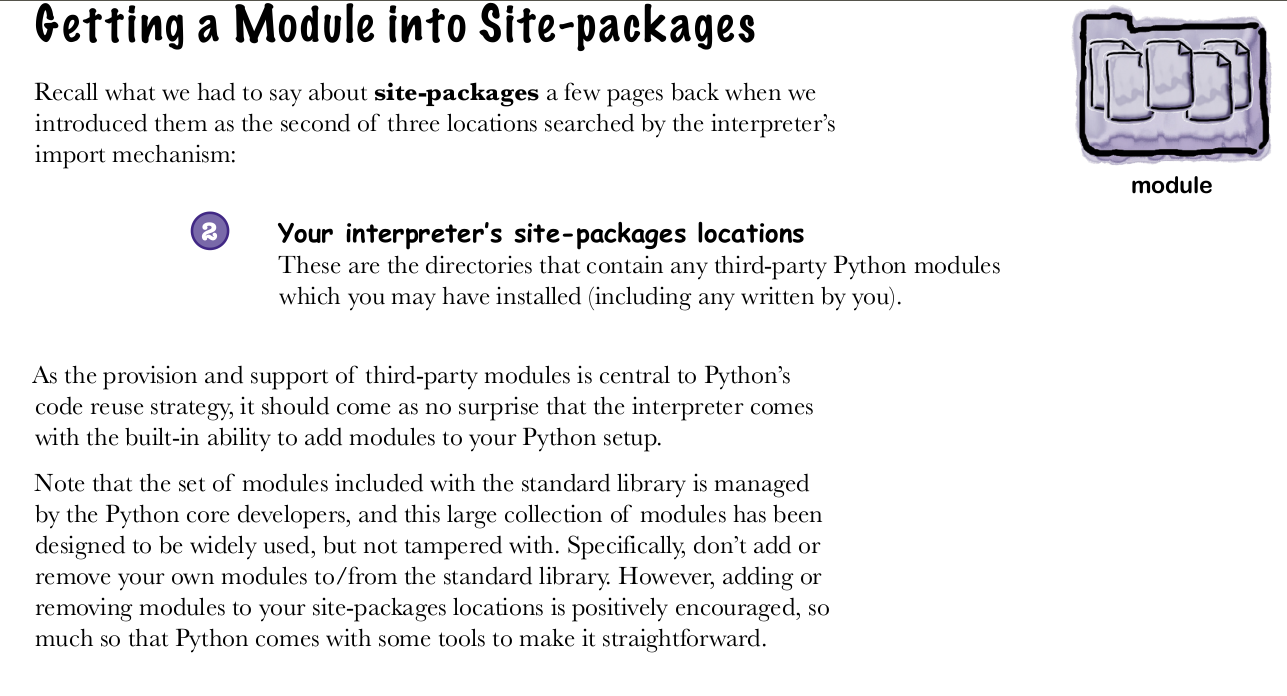 Getting a Module into Site-packages
Recall what we had to say about site-packages a few pages back when we
introduced them as the second of three locations searched by the interpreter’s
import mechanism:
module
2
Your interpreter’s site-packages locations
These are the directories that contain any third-party Python modules
which you may have installed (including any written by you).
As the provision and support of third-party modules is central to Python’s
code reuse strategy, it should come as no surprise that the interpreter comes
with the built-in ability to add modules to your Python setup.
Note that the set of modules included with the standard library is managed
by the Python core developers, and this large collection of modules has been
designed to be widely used, but not tampered with. Specifically, don’t add or
remove your own modules to/from the standard library. However, adding or
removing modules to your site-packages locations is positively encouraged, so
much so that Python comes with some tools to make it straightforward.